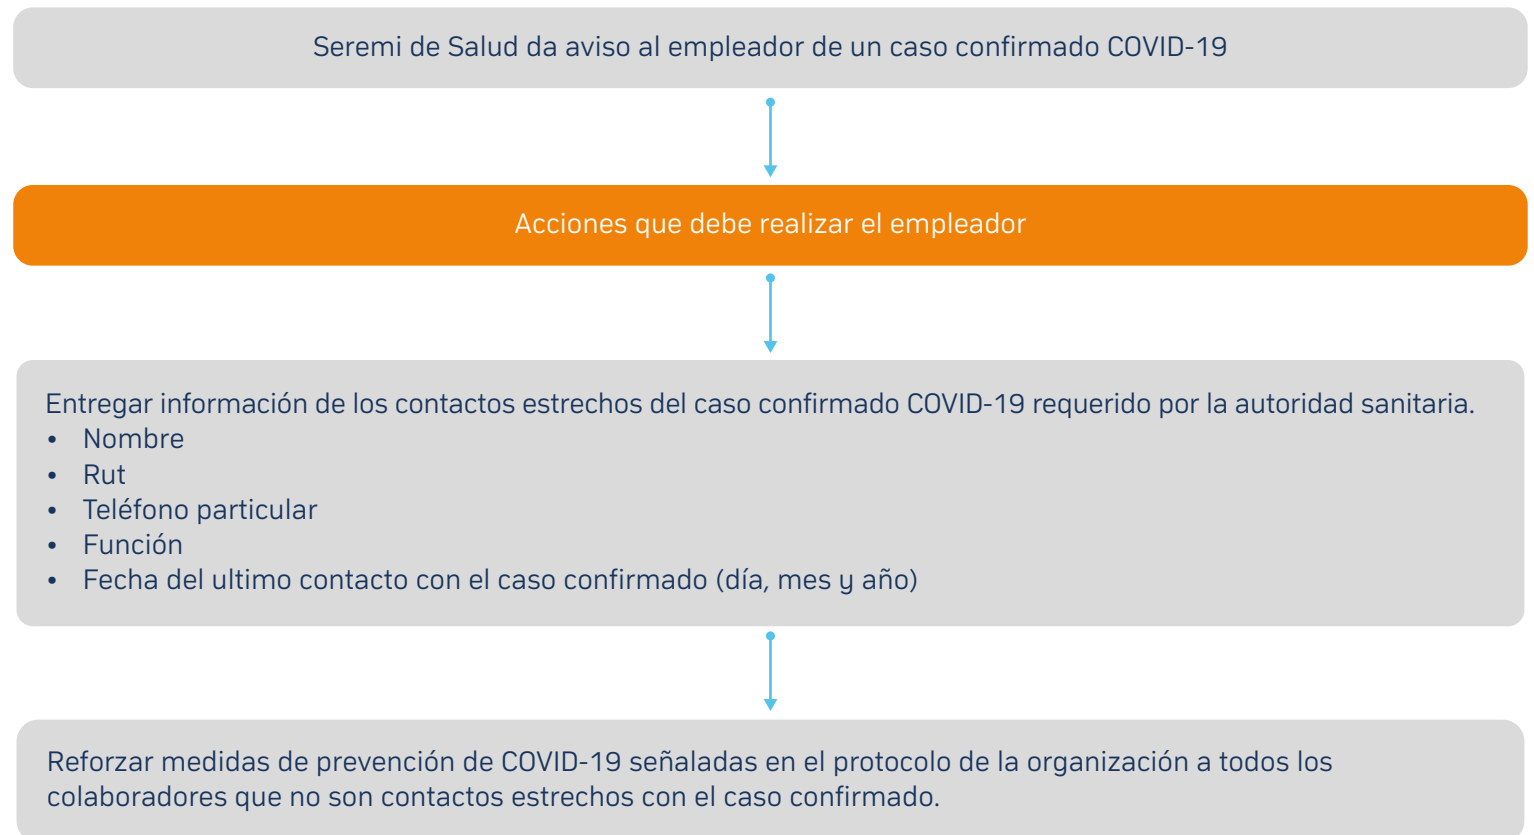 Seremi de Salud da aviso al empleador de un caso confirmado COVID-19
Acciones que debe realizar el empleador
Entregar información de los contactos estrechos del caso confirmado COVID-19 requerido por la autoridad sanitaria.
• Nombre
• Rut
• Teléfono particular
• Función
• Fecha del ultimo contacto con el caso confirmado (día, mes y año)
Reforzar medidas de prevención de COVID-19 señaladas en el protocolo de la organización a todos los
colaboradores que no son contactos estrechos con el caso confirmado.